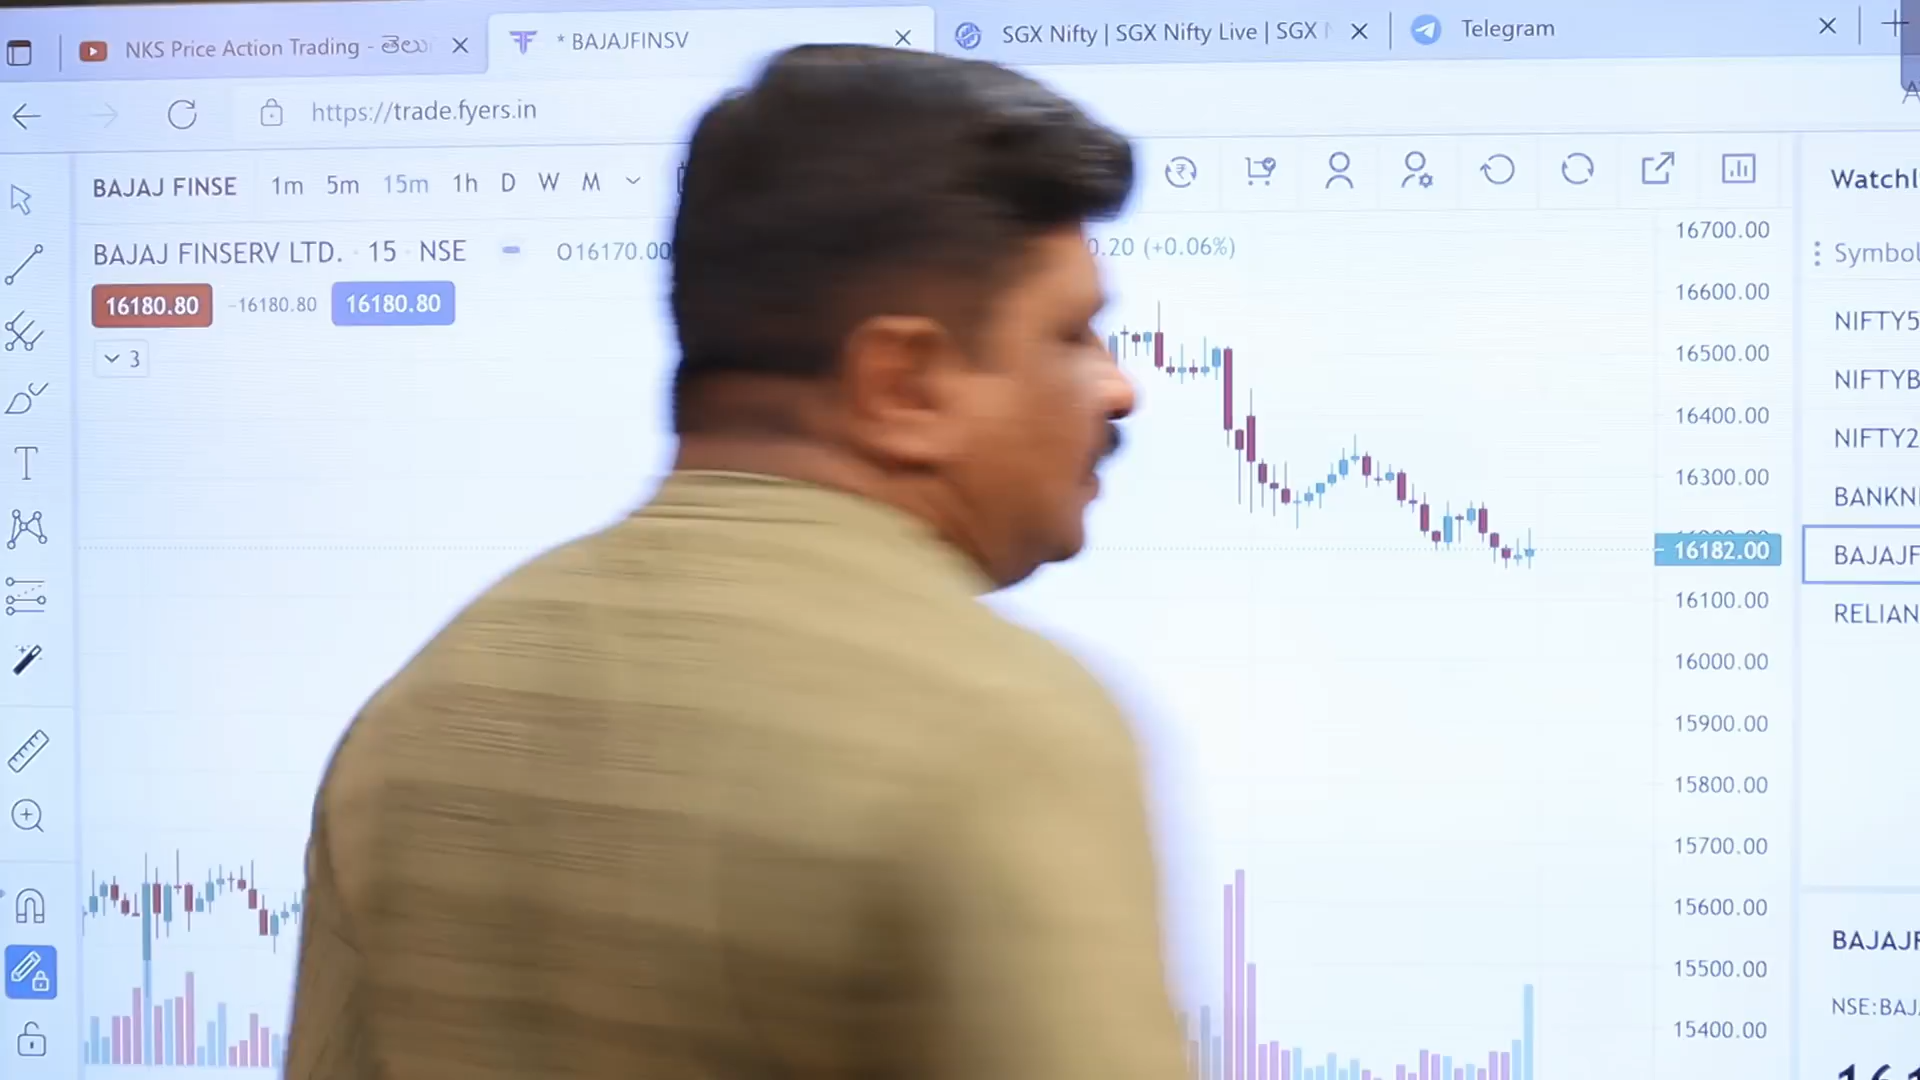 NKS Price Action Trading - తెలు
* BAJAJFINSV
SGX Nifty | SGX Nifty Live | SGX
Telegram
https://trade.fyers.in
BAJAJ FINSE 1m 5m 15m 1h D W M
BAJAJ FINSERV LTD. · 15 · NSE O16170.00 0.20 (+0.06%)
16180.80 -16180.80 16180.80
3
16700.00
16600.00
16500.00
16400.00
16300.00
16182.00
16100.00
16000.00
15900.00
15800.00
15700.00
15600.00
15500.00
15400.00
Watchl
Symbol
NIFTY5
NIFTYB
NIFTY2
BANKN
BAJAJF
RELIAN
BAJAJF
NSE:BAJ